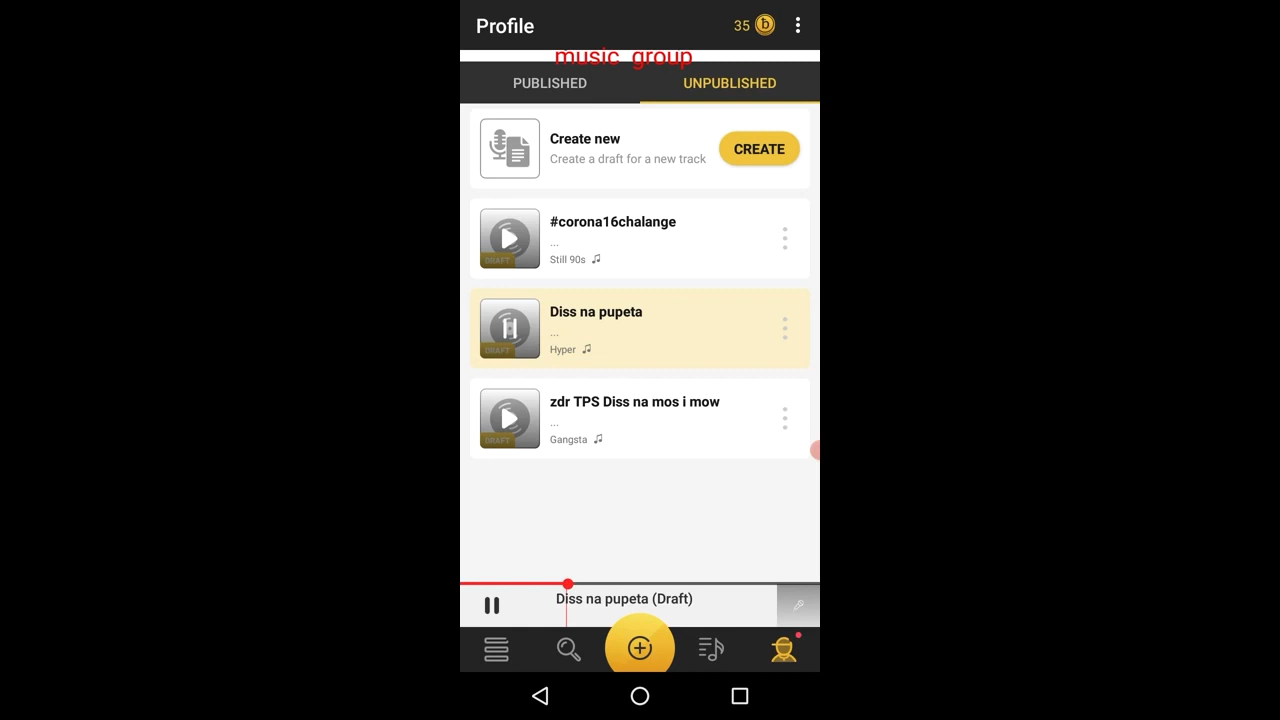 Profile
35
music group
PUBLISHED
UNPUBLISHED
Create new
Create a draft for a new track
CREATE
#corona16chalange
...
DRAFT
Still 90s
Diss na pupeta
...
DRAFT
Hyper
zdr TPS Diss na mos i mow
...
DRAFT
Gangsta
Diss na pupeta (Draft)